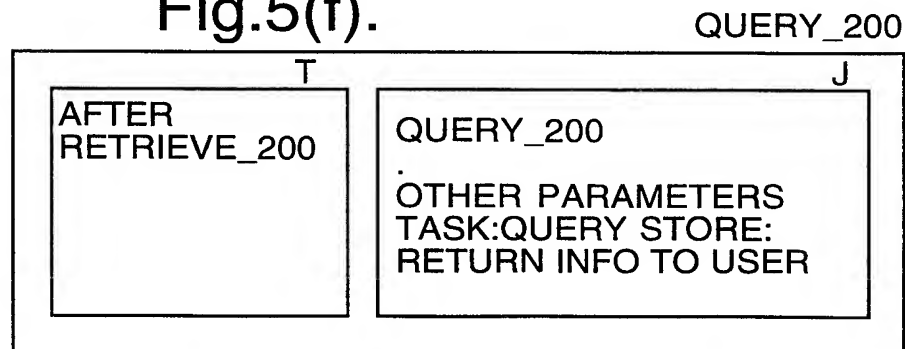 Fig.5(f).
QUERY_200
T
J
AFTER
RETRIEVE_200
QUERY_200
.
OTHER PARAMETERS
TASK:QUERY STORE:
RETURN INFO TO USER